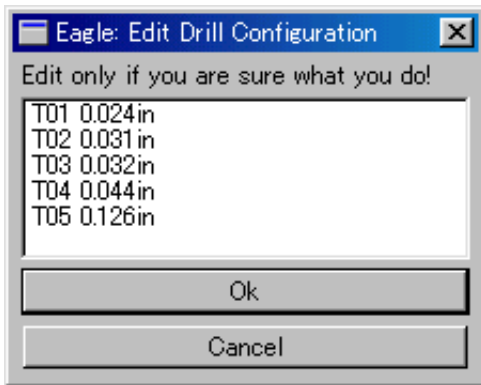 Eagle: Edit Drill Configuration
Edit only if you are sure what you do!
T01 0.024in
T02 0.031in
T03 0.032in
T04 0.044in
T05 0.126in
Ok
Cancel